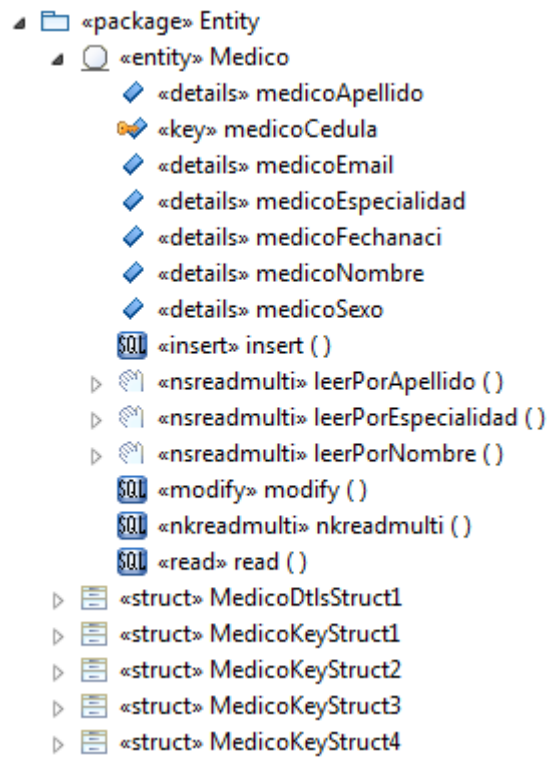 «package» Entity
«entity» Medico
«details» medicoApellido
«key» medicoCedula
«details» medicoEmail
«details» medicoEspecialidad
«details» medicoFechanaci
«details» medicoNombre
«details» medicoSexo
SQL «insert» insert ( )
«nsreadmulti» leerPorApellido ( )
«nsreadmulti» leerPorEspecialidad ( )
«nsreadmulti» leerPorNombre ( )
SQL «modify» modify ( )
SQL «nkreadmulti» nkreadmulti ( )
SQL «read» read ( )
«struct» MedicoDtlsStruct1
«struct» MedicoKeyStruct1
«struct» MedicoKeyStruct2
«struct» MedicoKeyStruct3
«struct» MedicoKeyStruct4